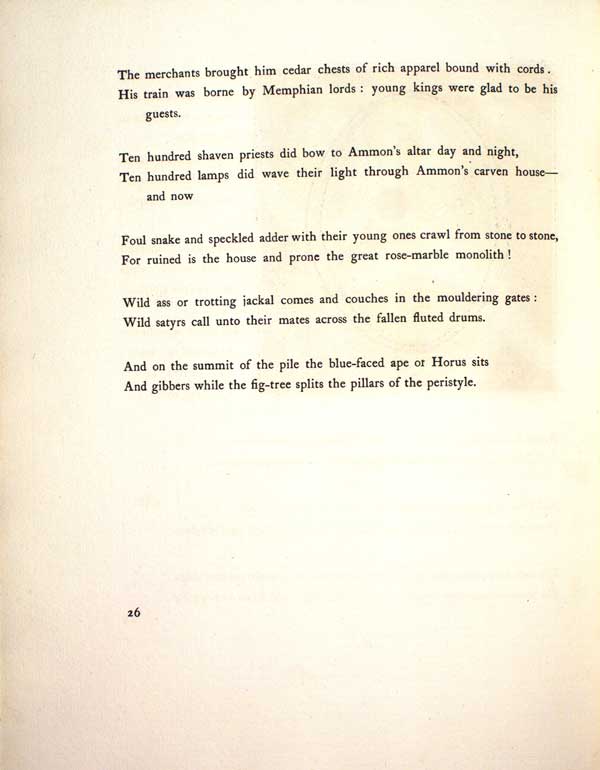 The merchants brought him cedar chests of rich apparel bound with cords.
His train was borne by Memphian lords : young kings were glad to be his
guests.
Ten hundred shaven priests did bow to Ammon's altar day and night,
Ten hundred lamps did wave their light through Ammon's carven house—
and now
Foul snake and speckled adder with their young ones crawl from stone to stone,
For ruined is the house and prone the great rose-marble monolith !
Wild ass or trotting jackal comes and couches in the mouldering gates :
Wild satyrs call unto their mates across the fallen fluted drums.
And on the summit of the pile the blue-faced ape of Horus sits
And gibbers while the fig-tree splits the pillars of the peristyle.
26